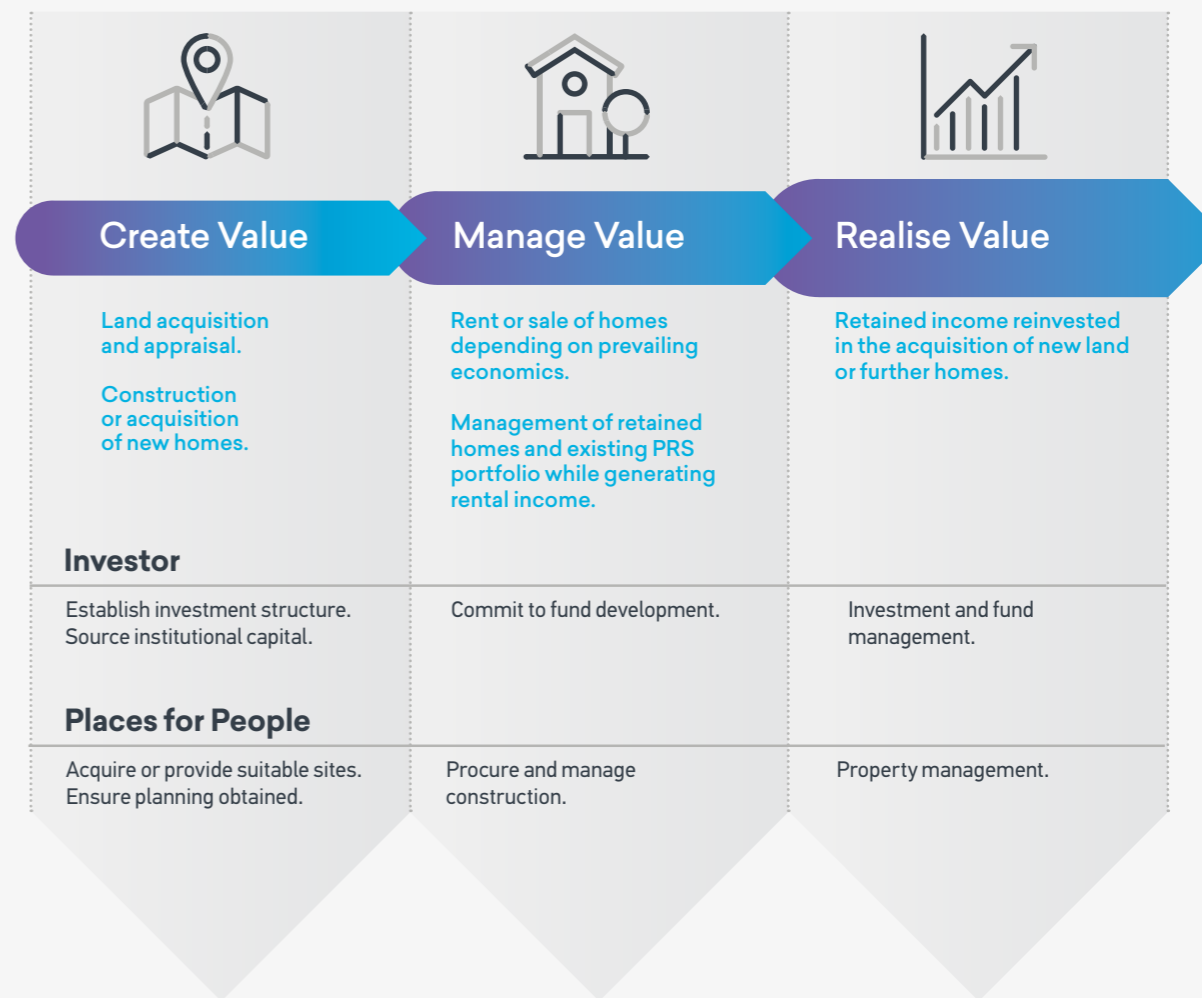 Create Value
Manage Value
Realise Value
Land acquisition
and appraisal.
Construction
or acquisition
of new homes.
Rent or sale of homes
depending on prevailing
economics.
Management of retained
homes and existing PRS
portfolio while generating
rental income.
Retained income reinvested
in the acquisition of new land
or further homes.
Investor
Establish investment structure.
Source institutional capital.
Commit to fund development.
Investment and fund
management.
Places for People
Acquire or provide suitable sites.
Ensure planning obtained.
Procure and manage
construction.
Property management.